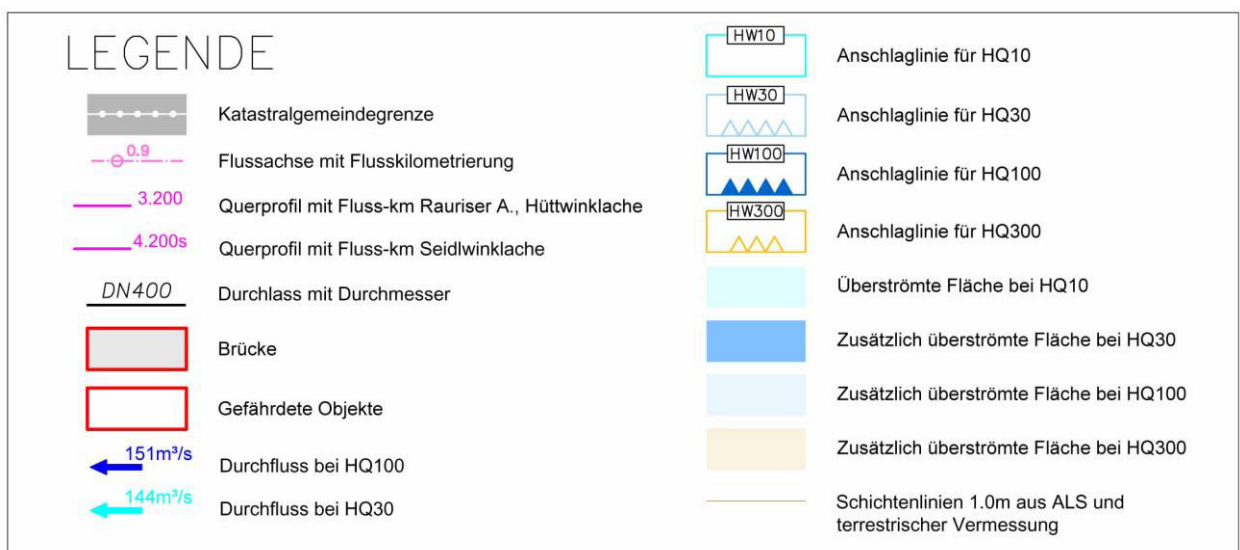 LEGENDE
Katastralgemeindegrenze
0.9
Flussachse mit Flusskilometrierung
3.200
Querprofil mit Fluss-km Rauriser A., Hüttwinklache
4.200s
Querprofil mit Fluss-km Seidlwinklache
DN400
Durchlass mit Durchmesser
Brücke
Gefährdete Objekte
151m³/s
Durchfluss bei HQ100
144m³/s
Durchfluss bei HQ30
HW10
Anschlaglinie für HQ10
HW30
Anschlaglinie für HQ30
HW100
Anschlaglinie für HQ100
HW300
Anschlaglinie für HQ300
Überströmte Fläche bei HQ10
Zusätzlich überströmte Fläche bei HQ30
Zusätzlich überströmte Fläche bei HQ100
Zusätzlich überströmte Fläche bei HQ300
Schichtenlinien 1.0m aus ALS und
terrestrischer Vermessung